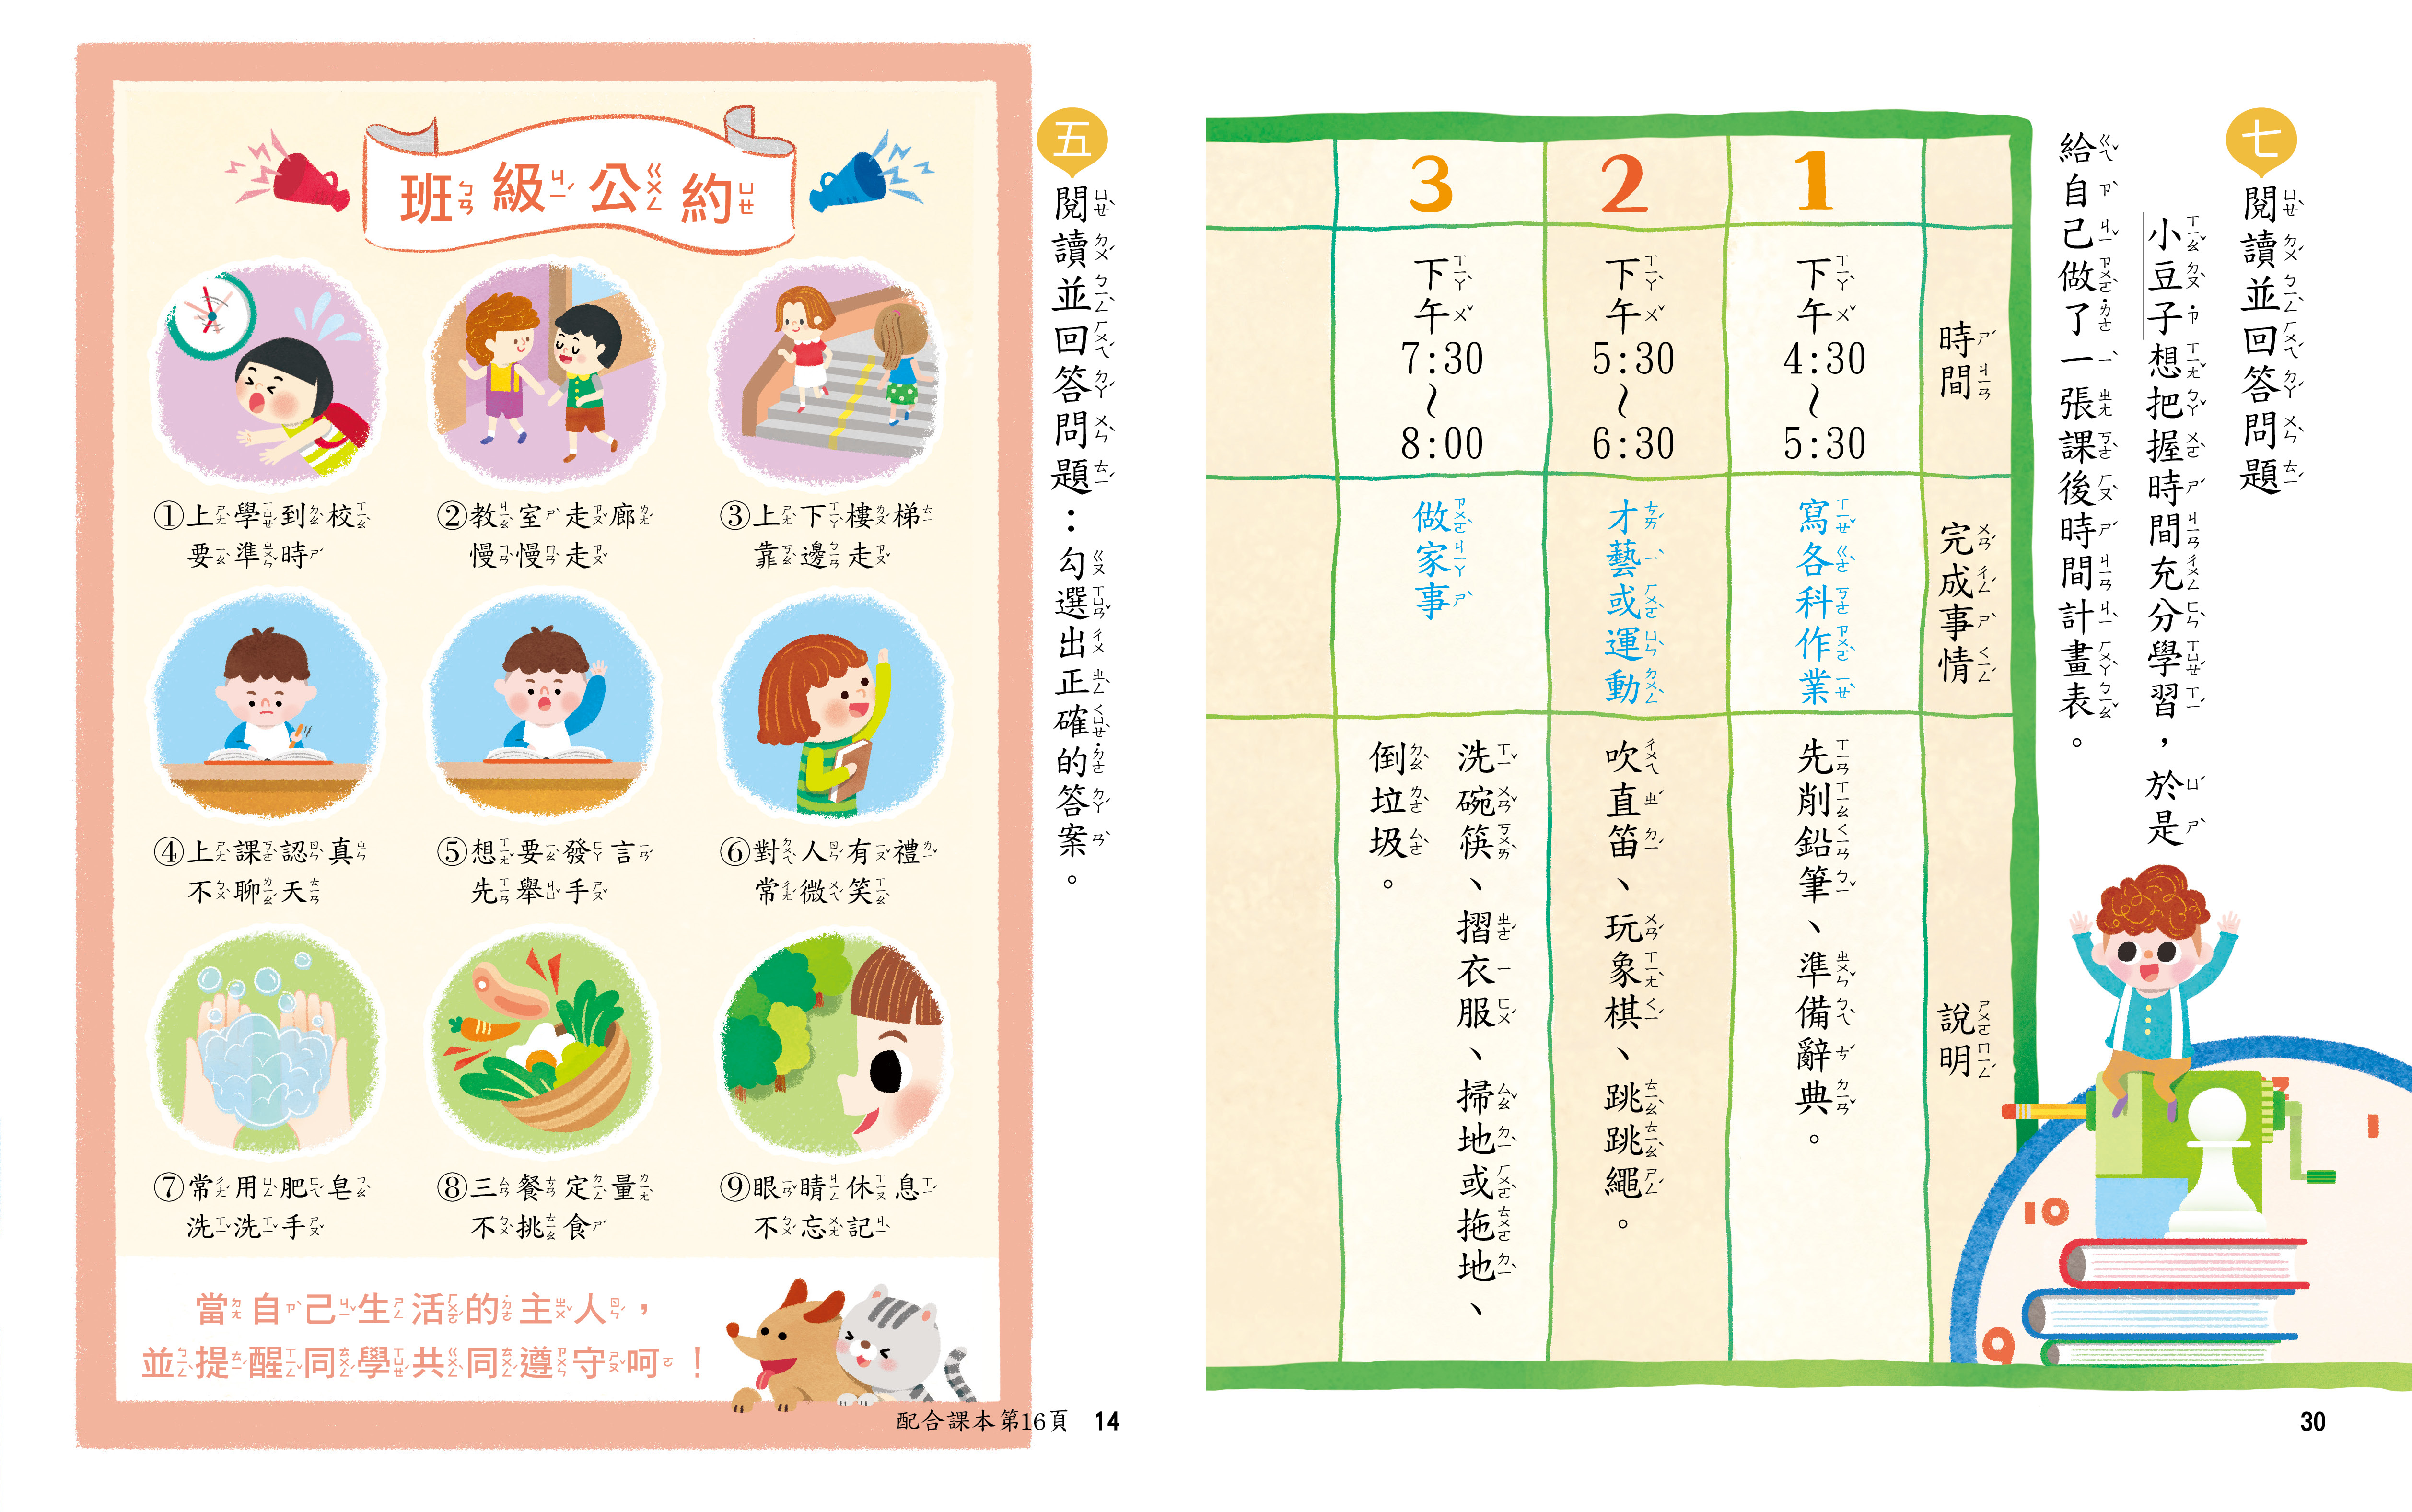 五
閱讀並回答問題：勾選出正確的答案。
班級公約
①上學到校
要準時
②教室走廊
慢慢走
③上下樓梯
靠邊走
④上課認真
不聊天
⑤想要發言
先舉手
⑥對人有禮
常微笑
⑦常用肥皂
洗洗手
⑧三餐定量
不挑食
⑨眼睛休息
不忘記
當自己生活的主人，
並提醒同學共同遵守呵！
配合課本第16頁 14
七
閱讀並回答問題
小豆子想把握時間充分學習，於是
給自己做了一張課後時間計畫表。
時間
完成事情
說明
1
下午4:30~5:30
寫各科作業
先削鉛筆、準備辭典。
2
下午5:30~6:30
才藝或運動
吹直笛、玩象棋、跳跳繩。
3
下午7:30~8:00
做家事
洗碗筷、摺衣服、掃地或拖地、
倒垃圾。
10
9
30